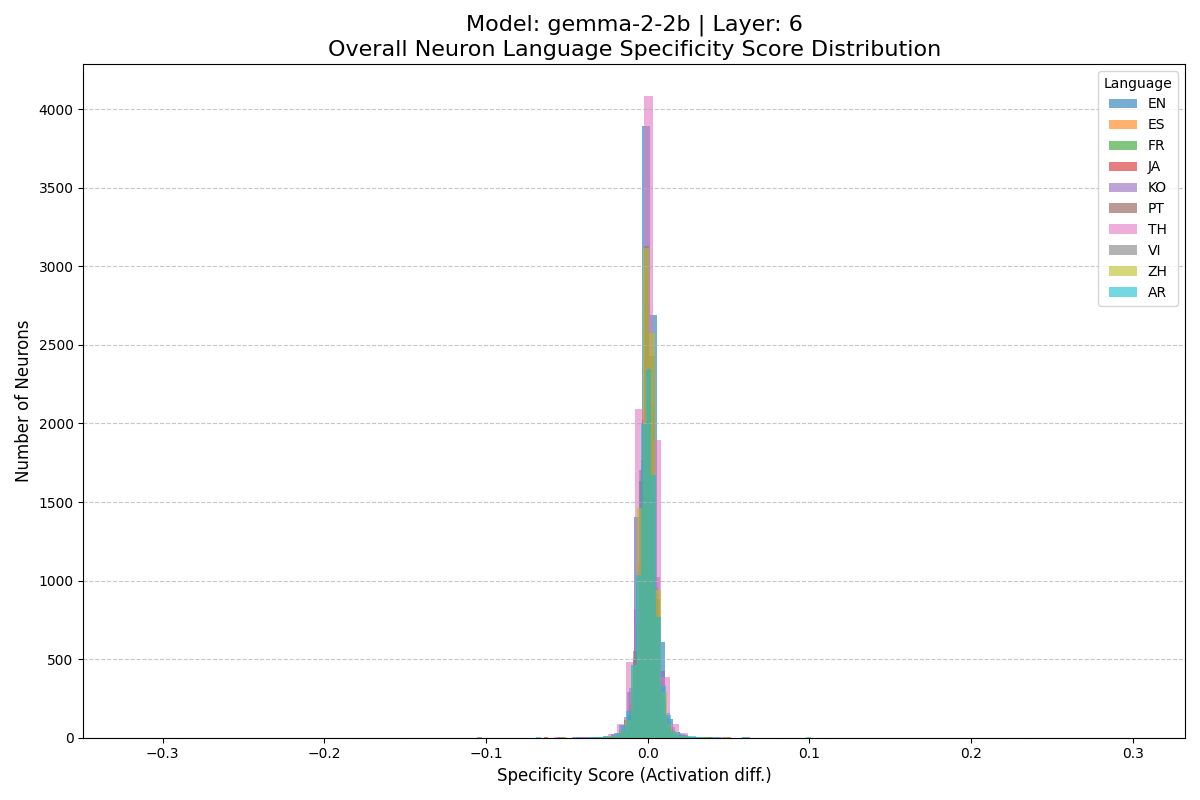 Model: gemma-2-2b | Layer: 6
Overall Neuron Language Specificity Score Distribution
Number of Neurons
4000
3500
3000
2500
2000
1500
1000
500
0
−0.3
−0.2
−0.1
0.0
0.1
0.2
0.3
Specificity Score (Activation diff.)
Language
EN
ES
FR
JA
KO
PT
TH
VI
ZH
AR